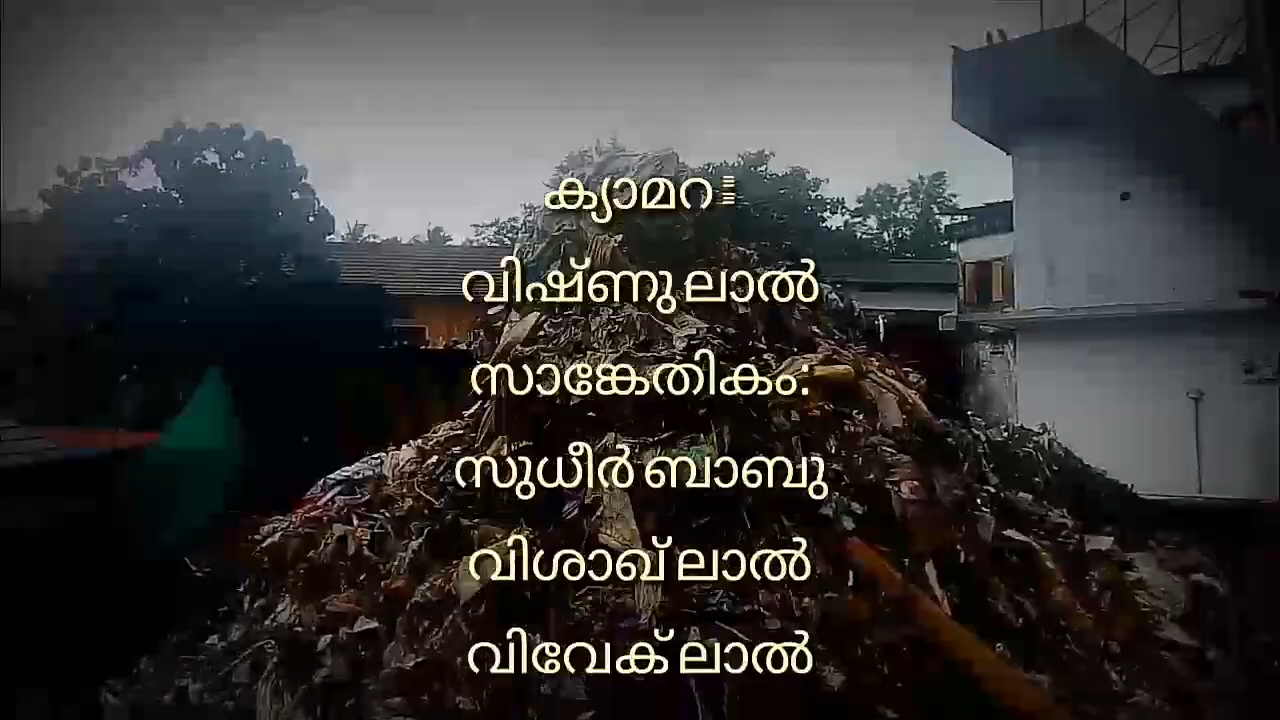 ക്യാമറ:
വിഷ്ണു ലാൽ
സാങ്കേതികം:
സുധീർ ബാബു
വിശാഖ് ലാൽ
വിവേക് ലാൽ